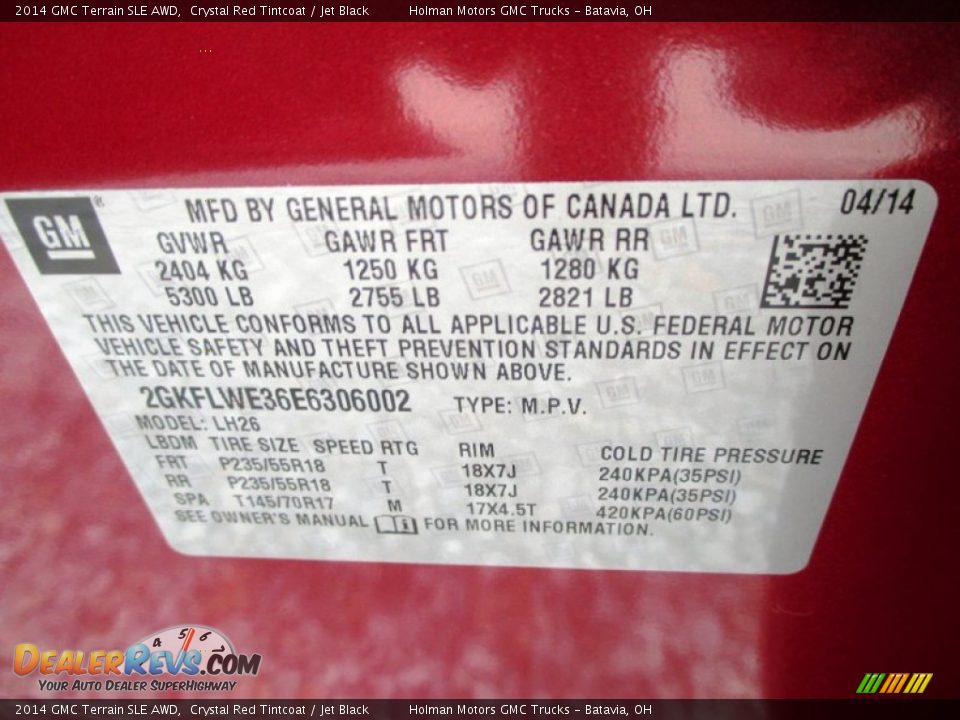 2014 GMC Terrain SLE AWD, Crystal Red Tintcoat / Jet Black Holman Motors GMC Trucks - Batavia, OH
GM®
MFD BY GENERAL MOTORS OF CANADA LTD. 04/14
GVWR GAWR FRT GAWR RR
2404 KG 1250 KG 1280 KG
5300 LB 2755 LB 2821 LB
THIS VEHICLE CONFORMS TO ALL APPLICABLE U.S. FEDERAL MOTOR
VEHICLE SAFETY AND THEFT PREVENTION STANDARDS IN EFFECT ON
THE DATE OF MANUFACTURE SHOWN ABOVE.
2GKFLWE36E6306002 TYPE: M.P.V.
MODEL: LH26
LBDM TIRE SIZE SPEED RTG RIM COLD TIRE PRESSURE
FRT P235/55R18 T 18X7J 240KPA(35PSI)
RR P235/55R18 T 18X7J 240KPA(35PSI)
SPA T145/70R17 M 17X4.5T 420KPA(60PSI)
SEE OWNER'S MANUAL FOR MORE INFORMATION.
4 5 6
DEALERREVS.COM
YOUR AUTO DEALER SUPERHIGHWAY
2014 GMC Terrain SLE AWD, Crystal Red Tintcoat / Jet Black Holman Motors GMC Trucks - Batavia, OH